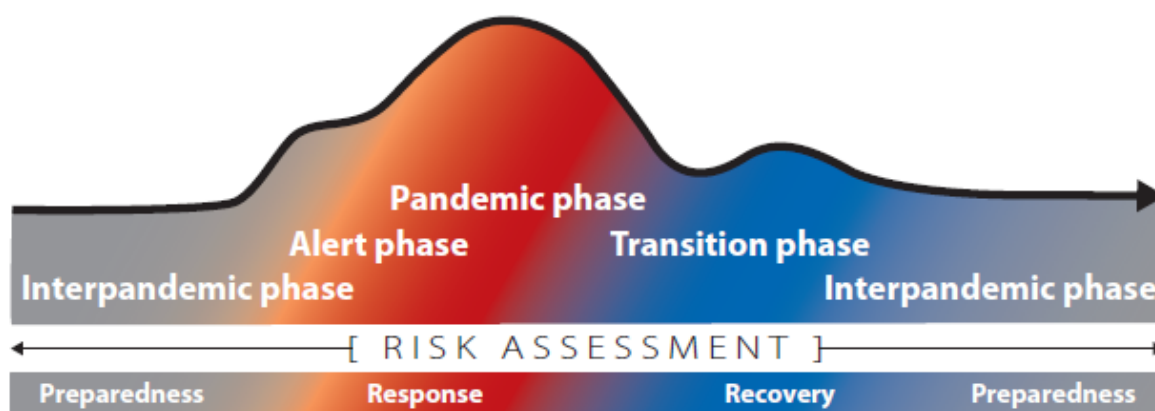 Pandemic phase
Alert phase
Transition phase
Interpandemic phase
Interpandemic phase
[ RISK ASSESSMENT ]
Preparedness
Response
Recovery
Preparedness